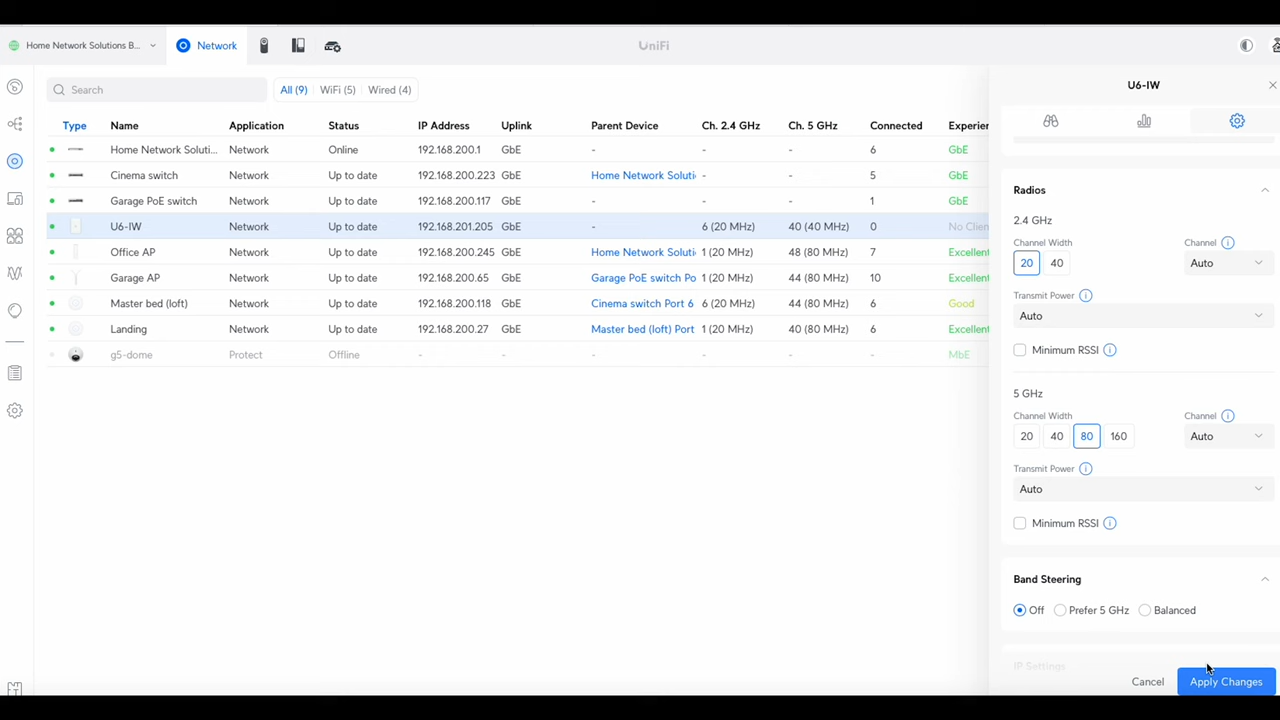 Home Network Solutions B... Network UniFi
Search All (9) WiFi (5) Wired (4)
Type Name Application Status IP Address Uplink Parent Device Ch. 2.4 GHz Ch. 5 GHz Connected Experien
Home Network Soluti... Network Online 192.168.200.1 GbE - - - 6 GbE
Cinema switch Network Up to date 192.168.200.223 GbE Home Network Soluti - - 5 GbE
Garage PoE switch Network Up to date 192.168.200.117 GbE - - - 1 GbE
U6-IW Network Up to date 192.168.201.205 GbE - 6 (20 MHz) 40 (40 MHz) 0 No Clien
Office AP Network Up to date 192.168.200.245 GbE Home Network Soluti 1 (20 MHz) 48 (80 MHz) 7 Excellent
Garage AP Network Up to date 192.168.200.65 GbE Garage PoE switch Po 1 (20 MHz) 44 (80 MHz) 10 Excellent
Master bed (loft) Network Up to date 192.168.200.118 GbE Cinema switch Port 6 6 (20 MHz) 44 (80 MHz) 6 Good
Landing Network Up to date 192.168.200.27 GbE Master bed (loft) Port 1 (20 MHz) 40 (80 MHz) 6 Excellent
g5-dome Protect Offline - - - - - - MbE
U6-IW
Radios
2.4 GHz
Channel Width Channel
20 40 Auto
Transmit Power
Auto
Minimum RSSI
5 GHz
Channel Width Channel
20 40 80 160 Auto
Transmit Power
Auto
Minimum RSSI
Band Steering
Off Prefer 5 GHz Balanced
IP Settings
Cancel Apply Changes